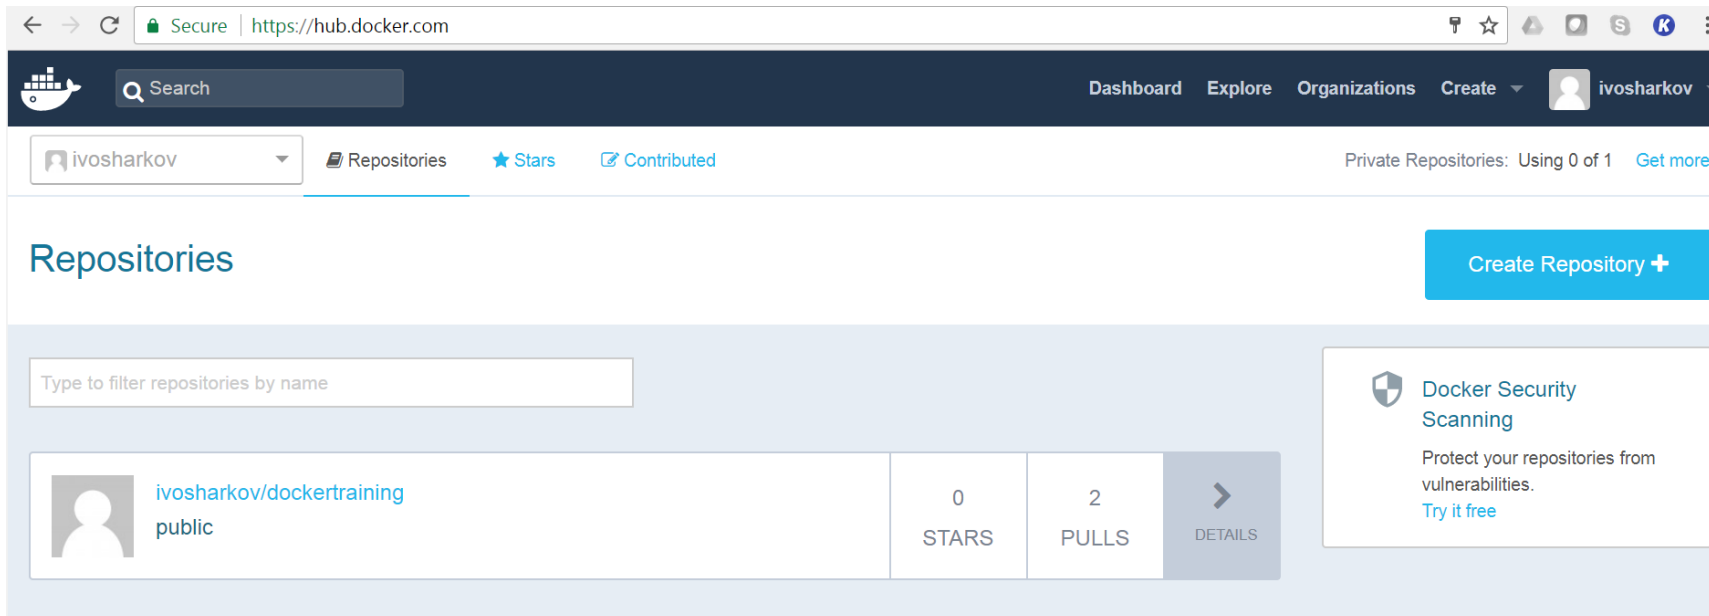 Secure https://hub.docker.com
S K
Search Dashboard Explore Organizations Create ivosharkov
ivosharkov Repositories Stars Contributed Private Repositories: Using 0 of 1 Get more
Repositories
Create Repository
Type to filter repositories by name
Docker Security
Scanning
Protect your repositories from
vulnerabilities.
Try it free
ivosharkov/dockertraining
public
0 2
STARS PULLS DETAILS